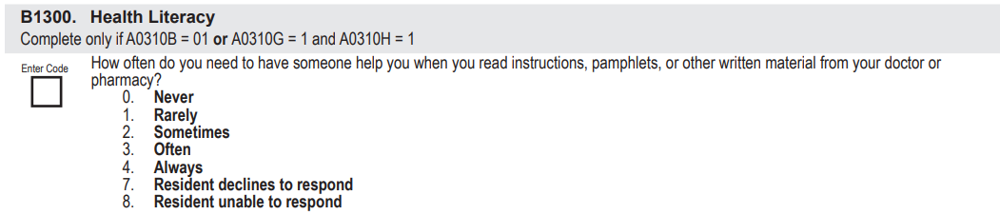 B1300. Health Literacy
Complete only if A0310B = 01 or A0310G = 1 and A0310H = 1
Enter Code
How often do you need to have someone help you when you read instructions, pamphlets, or other written material from your doctor or
pharmacy?
0. Never
1. Rarely
2. Sometimes
3. Often
4. Always
7. Resident declines to respond
8. Resident unable to respond